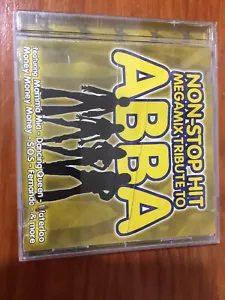 NON-STOP HIT
MEGAMIX TRIBUTE TO
ABBA
featuring Mamma Mia - Dancing Queen - Waterloo
Money Money Money - S.O.S - Fernando - & more